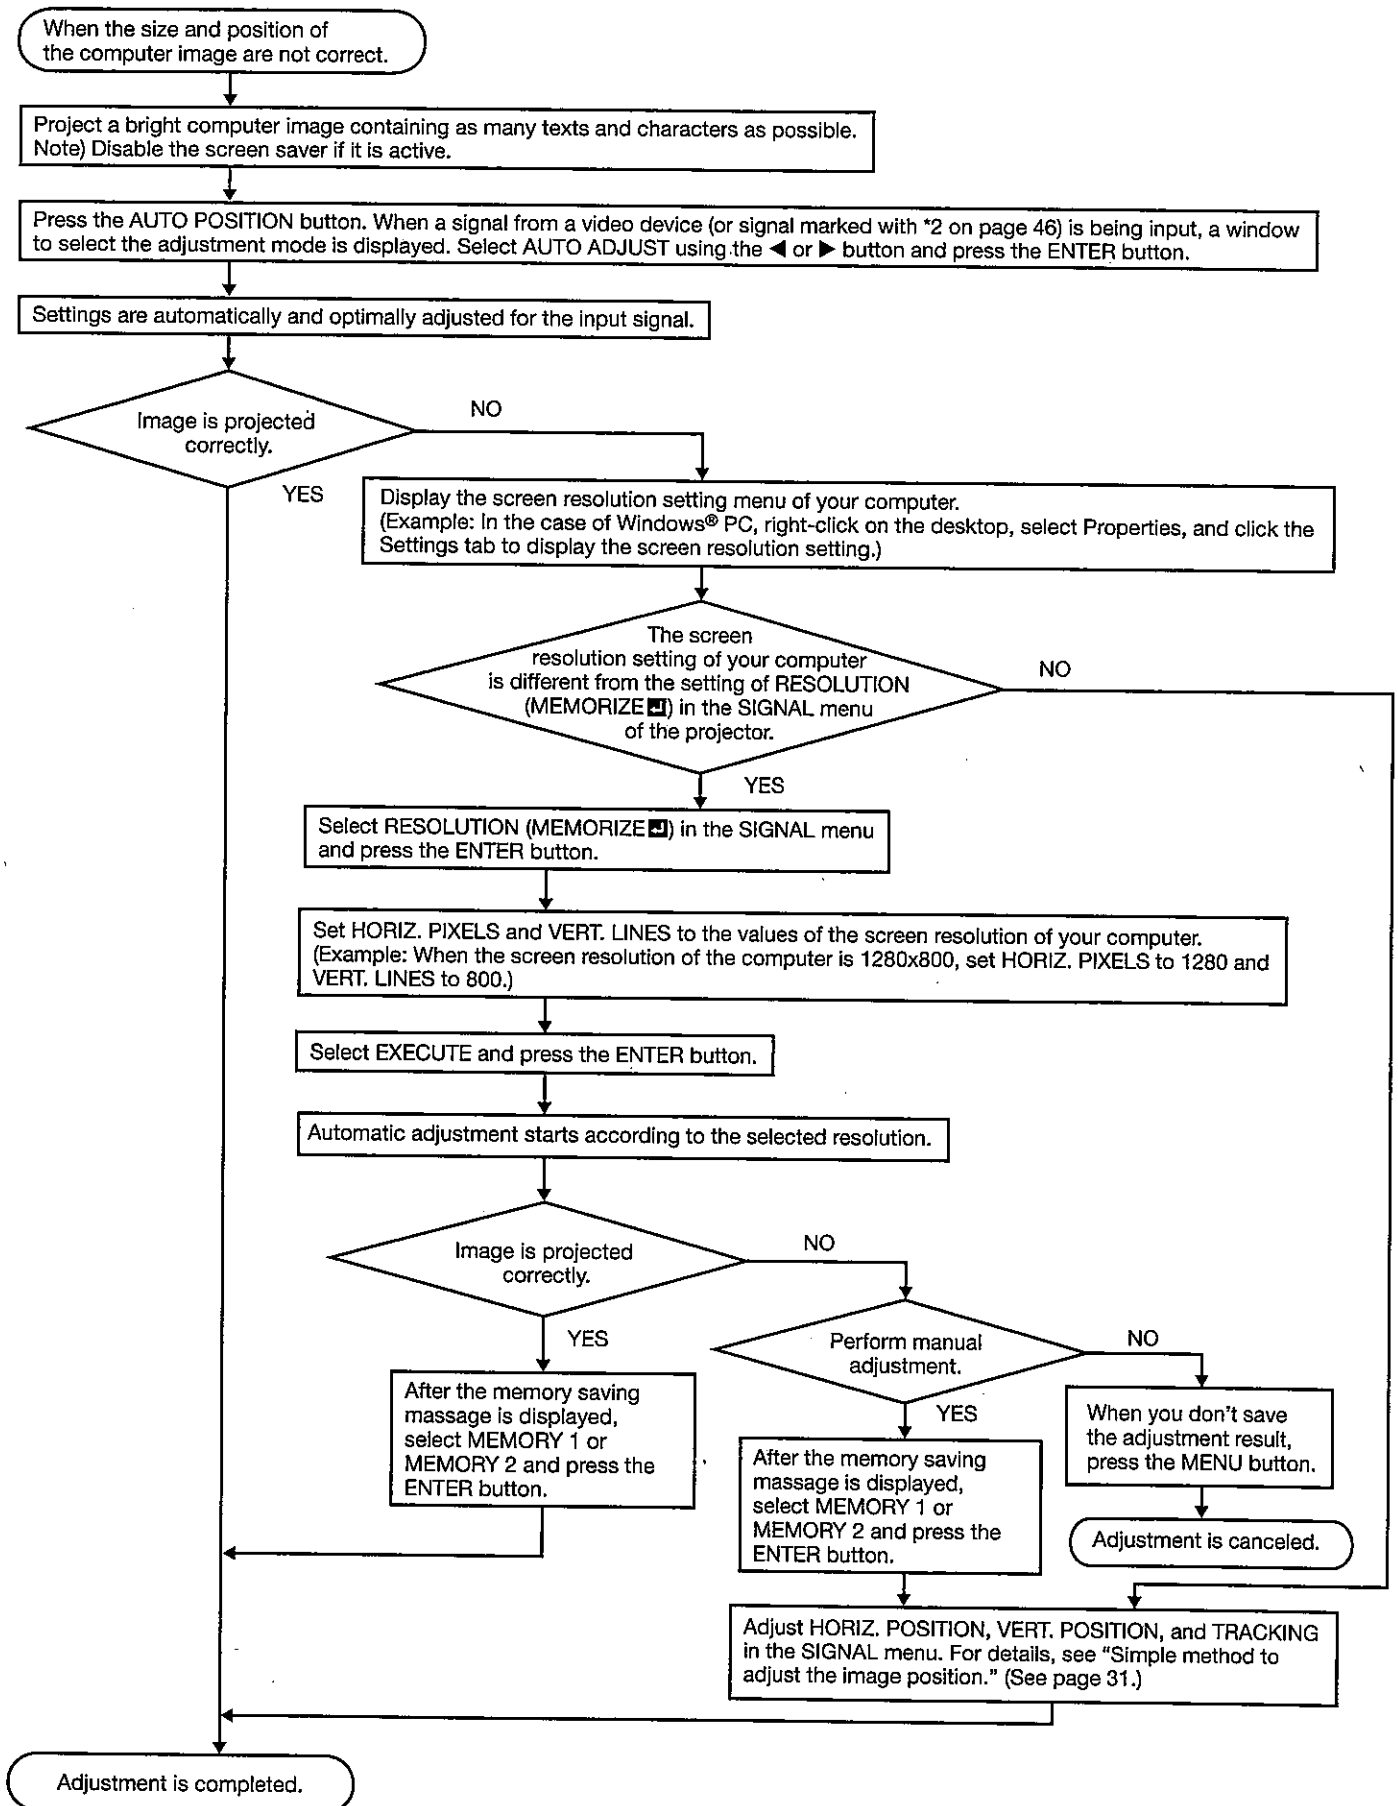 When the size and position of
the computer image are not correct.
Project a bright computer image containing as many texts and characters as possible.
Note) Disable the screen saver if it is active.
Press the AUTO POSITION button. When a signal from a video device (or signal marked with *2 on page 46) is being input, a window
to select the adjustment mode is displayed. Select AUTO ADJUST using the ◀ or ▶ button and press the ENTER button.
Settings are automatically and optimally adjusted for the input signal.
Image is projected
correctly.
NO
YES
Display the screen resolution setting menu of your computer.
(Example: In the case of Windows® PC, right-click on the desktop, select Properties, and click the
Settings tab to display the screen resolution setting.)
The screen
resolution setting of your computer
is different from the setting of RESOLUTION
(MEMORIZE↵) in the SIGNAL menu
of the projector.
NO
YES
Select RESOLUTION (MEMORIZE↵) in the SIGNAL menu
and press the ENTER button.
Set HORIZ. PIXELS and VERT. LINES to the values of the screen resolution of your computer.
(Example: When the screen resolution of the computer is 1280x800, set HORIZ. PIXELS to 1280 and
VERT. LINES to 800.)
Select EXECUTE and press the ENTER button.
Automatic adjustment starts according to the selected resolution.
Image is projected
correctly.
NO
YES
Perform manual
adjustment.
NO
YES
After the memory saving
massage is displayed,
select MEMORY 1 or
MEMORY 2 and press the
ENTER button.
After the memory saving
massage is displayed,
select MEMORY 1 or
MEMORY 2 and press the
ENTER button.
When you don't save
the adjustment result,
press the MENU button.
Adjustment is canceled.
Adjust HORIZ. POSITION, VERT. POSITION, and TRACKING
in the SIGNAL menu. For details, see “Simple method to
adjust the image position.” (See page 31.)
Adjustment is completed.